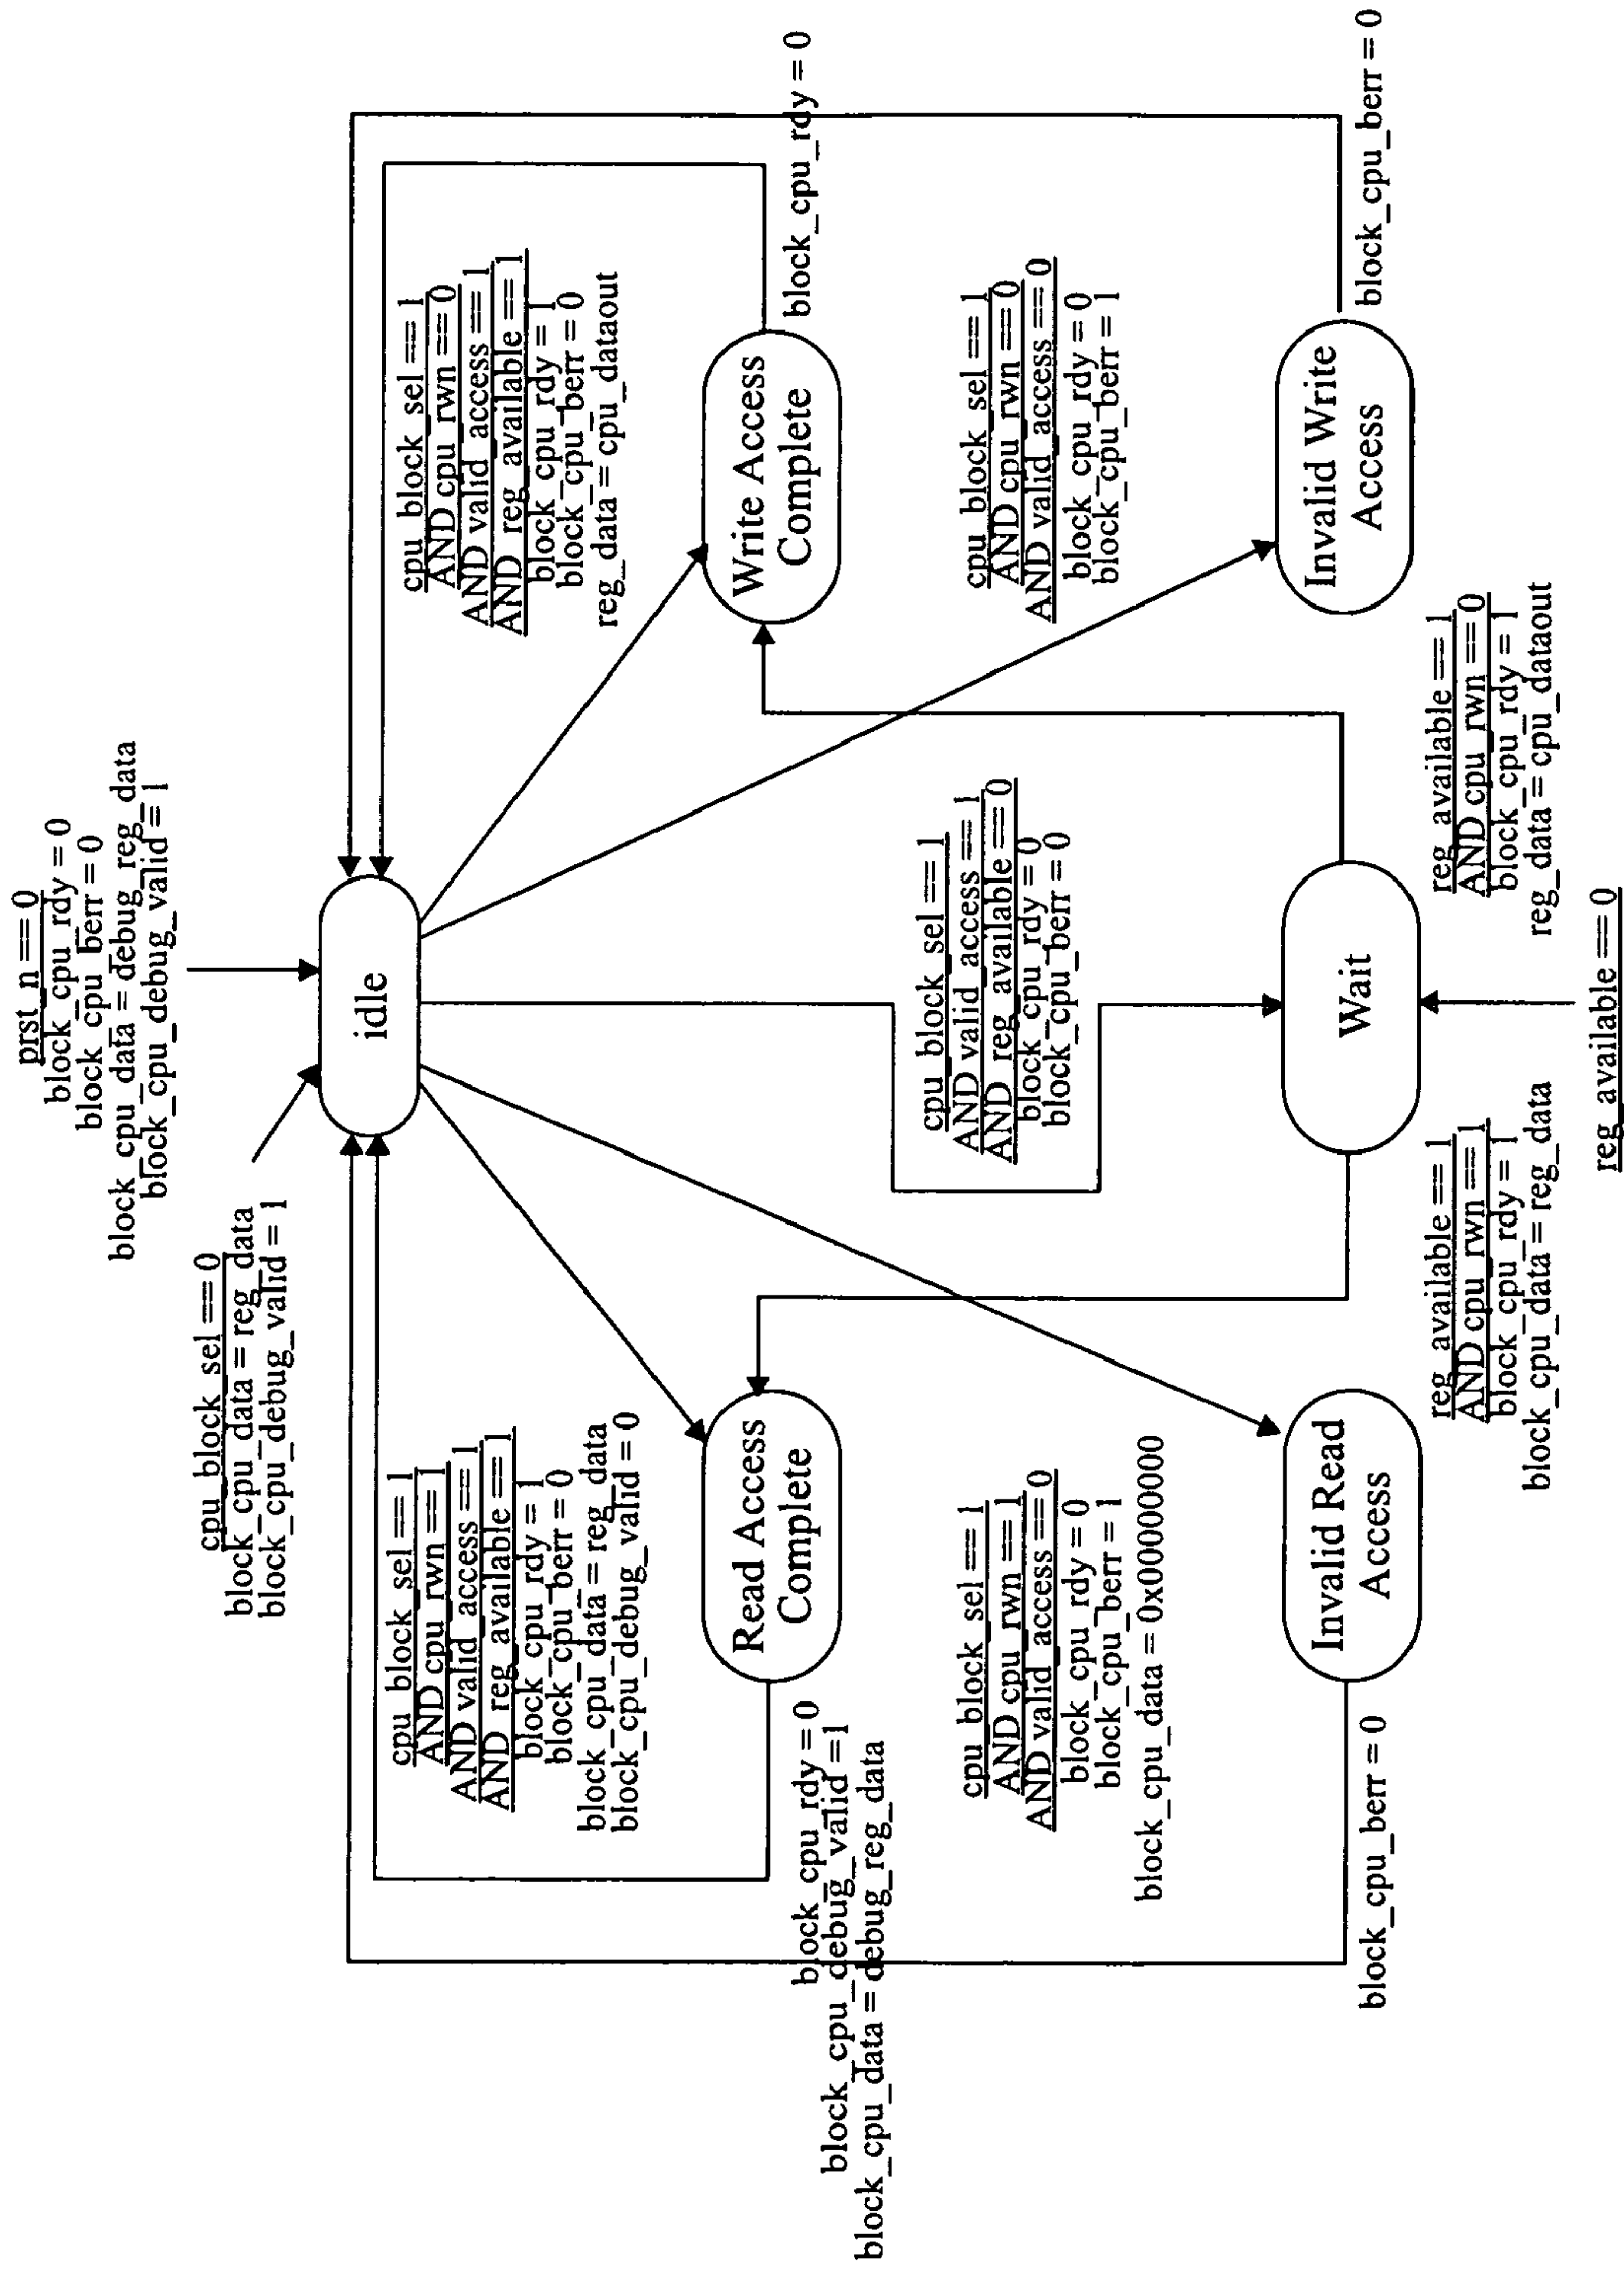 prst_n == 0
block_cpu_rdy = 0
block_cpu_berr = 0
block_cpu_data = debug_reg_data
block_cpu_debug_valid = 1
cpu_block_sel == 0
block_cpu_data = reg_data
block_cpu_debug_valid = 1
idle
cpu_block_sel == 1
AND cpu_rwn == 1
AND valid_access == 1
AND reg_available == 1
block_cpu_rdy = 1
block_cpu_berr = 0
block_cpu_data = reg_data
block_cpu_debug_valid = 0
cpu_block_sel == 1
AND cpu_rwn == 0
AND valid_access == 1
AND reg_available == 1
block_cpu_rdy = 1
block_cpu_berr = 0
reg_data = cpu_dataout
Read Access
Complete
Write Access
Complete
block_cpu_rdy = 0
block_cpu_debug_valid =1
block_cpu_data = debug_reg_data
block_cpu_rdy = 0
cpu_block_sel == 1
AND cpu_rwn == 1
AND valid_access == 0
block_cpu_rdy = 0
block_cpu_berr = 1
block_cpu_data = 0x00000000
cpu_block_sel == 1
AND valid_access == 1
AND reg_available == 0
block_cpu_rdy = 0
block_cpu_berr = 0
cpu_block_sel == 1
AND cpu_rwn == 0
AND valid_access == 0
block_cpu_rdy = 0
block_cpu_berr = 1
Invalid Read
Access
Wait
Invalid Write
Access
block_cpu_berr = 0
reg_available == 1
AND cpu_rwn == 1
block_cpu_rdy = 1
block_cpu_data = reg_data
reg_available == 1
AND cpu_rwn == 0
block_cpu_rdy = 1
reg_data = cpu_dataout
block_cpu_berr = 0
reg_available == 0